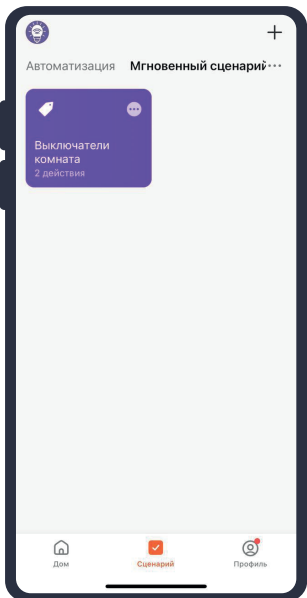 Автоматизация Мгновенный сценарий
Выключатели
комната
2 действия
Дом Сценарий Профиль